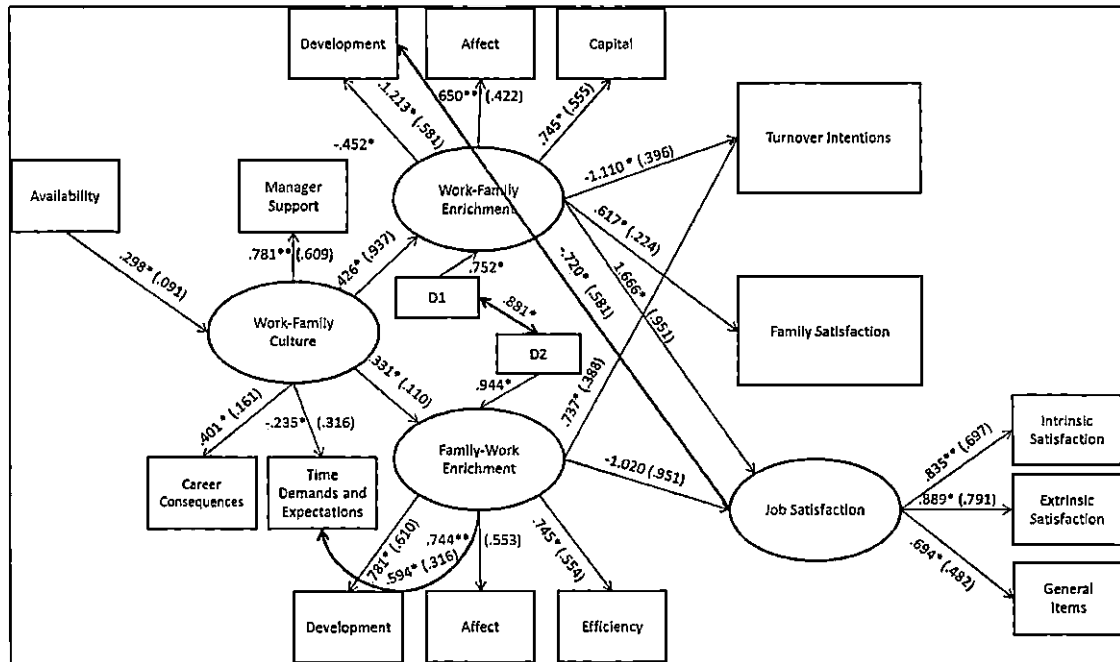 Development
Affect
Capital
-.452*
.1.213* (.581)
650** (.422)
.745* (.555)
Turnover Intentions
Availability
Manager
Support
Work-Family
Enrichment
-1.110* (.396)
.617* (.224)
.298* (.091)
.781** (.609)
426* (.937)
.752*
D1
.881*
D2
-.720* (.581)
1.666* (.951)
Family Satisfaction
Work-Family
Culture
.331* (.110)
.944*
.737* (.388)
.401* (.161)
-.235* (.316)
Family-Work
Enrichment
-1.020 (.951)
Job Satisfaction
.835** (.697)
.889* (.791)
.694* (.482)
Intrinsic
Satisfaction
Extrinsic
Satisfaction
General
Items
Career
Consequences
Time
Demands and
Expectations
781* (.610)
.594* (.316)
.744**
(.553)
.745* (.554)
Development
Affect
Efficiency